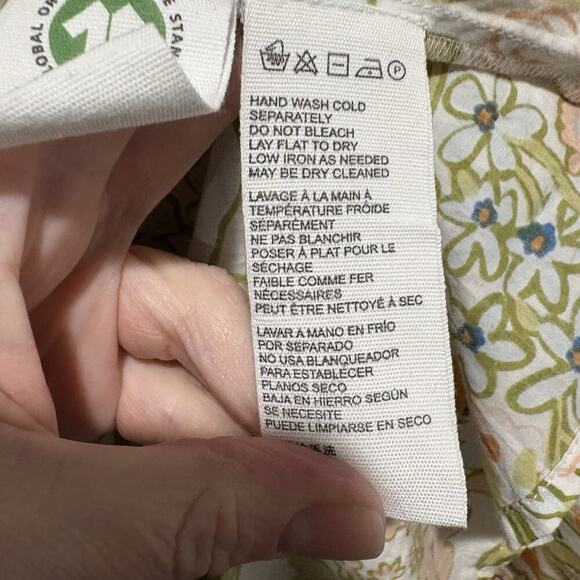 GLOBAL
STAN
P
HAND WASH COLD
SEPARATELY
DO NOT BLEACH
LAY FLAT TO DRY
LOW IRON AS NEEDED
MAY BE DRY CLEANED
LAVAGE À LA MAIN À
TEMPÉRATURE FRÖIDE
SÉPARÉMENT
NE PAS BLANCHIR
POSER À PLAT POUR LE
SÉCHAGE
FAIBLE COMME FER
NÉCESSAIRES
PEUT ÊTRE NETTOYÉ À SEC
LAVAR A MANO EN FRÍO
POR SEPARADO
NO USA BLANQUEADOR
PARA ESTABLECER
PLANOS SECO
BAJA EN HIERRO SEGÚN
SE NECESITE
PUEDE LIMPIARSE EN SECO